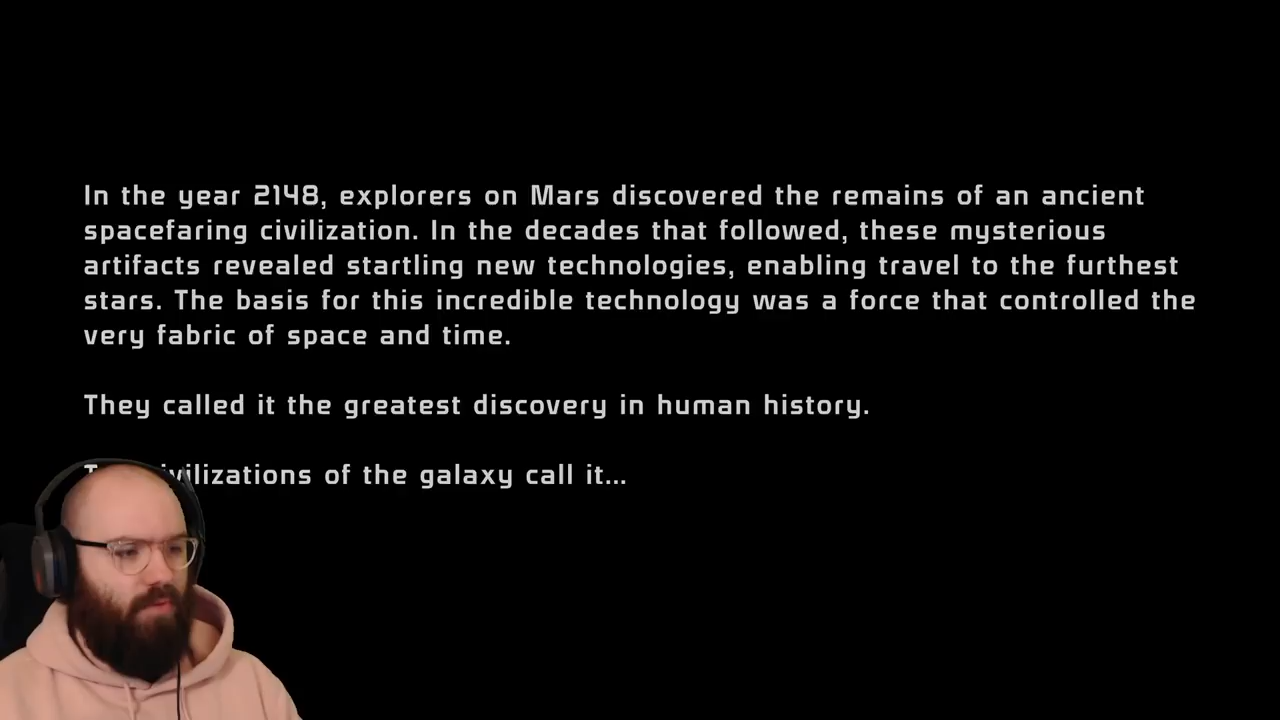 In the year 2148, explorers on Mars discovered the remains of an ancient
spacefaring civilization. In the decades that followed, these mysterious
artifacts revealed startling new technologies, enabling travel to the furthest
stars. The basis for this incredible technology was a force that controlled the
very fabric of space and time.
They called it the greatest discovery in human history.
of the galaxy call it...